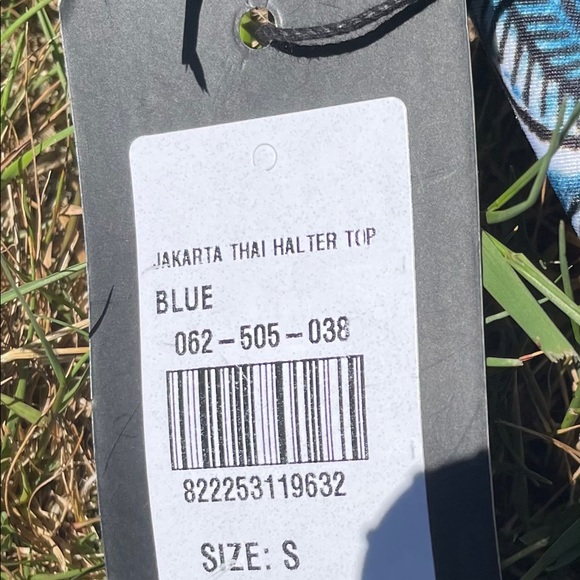 JAKARTA THAI HALTER TOP
BLUE
062-505-038
822253119632
SIZE: S